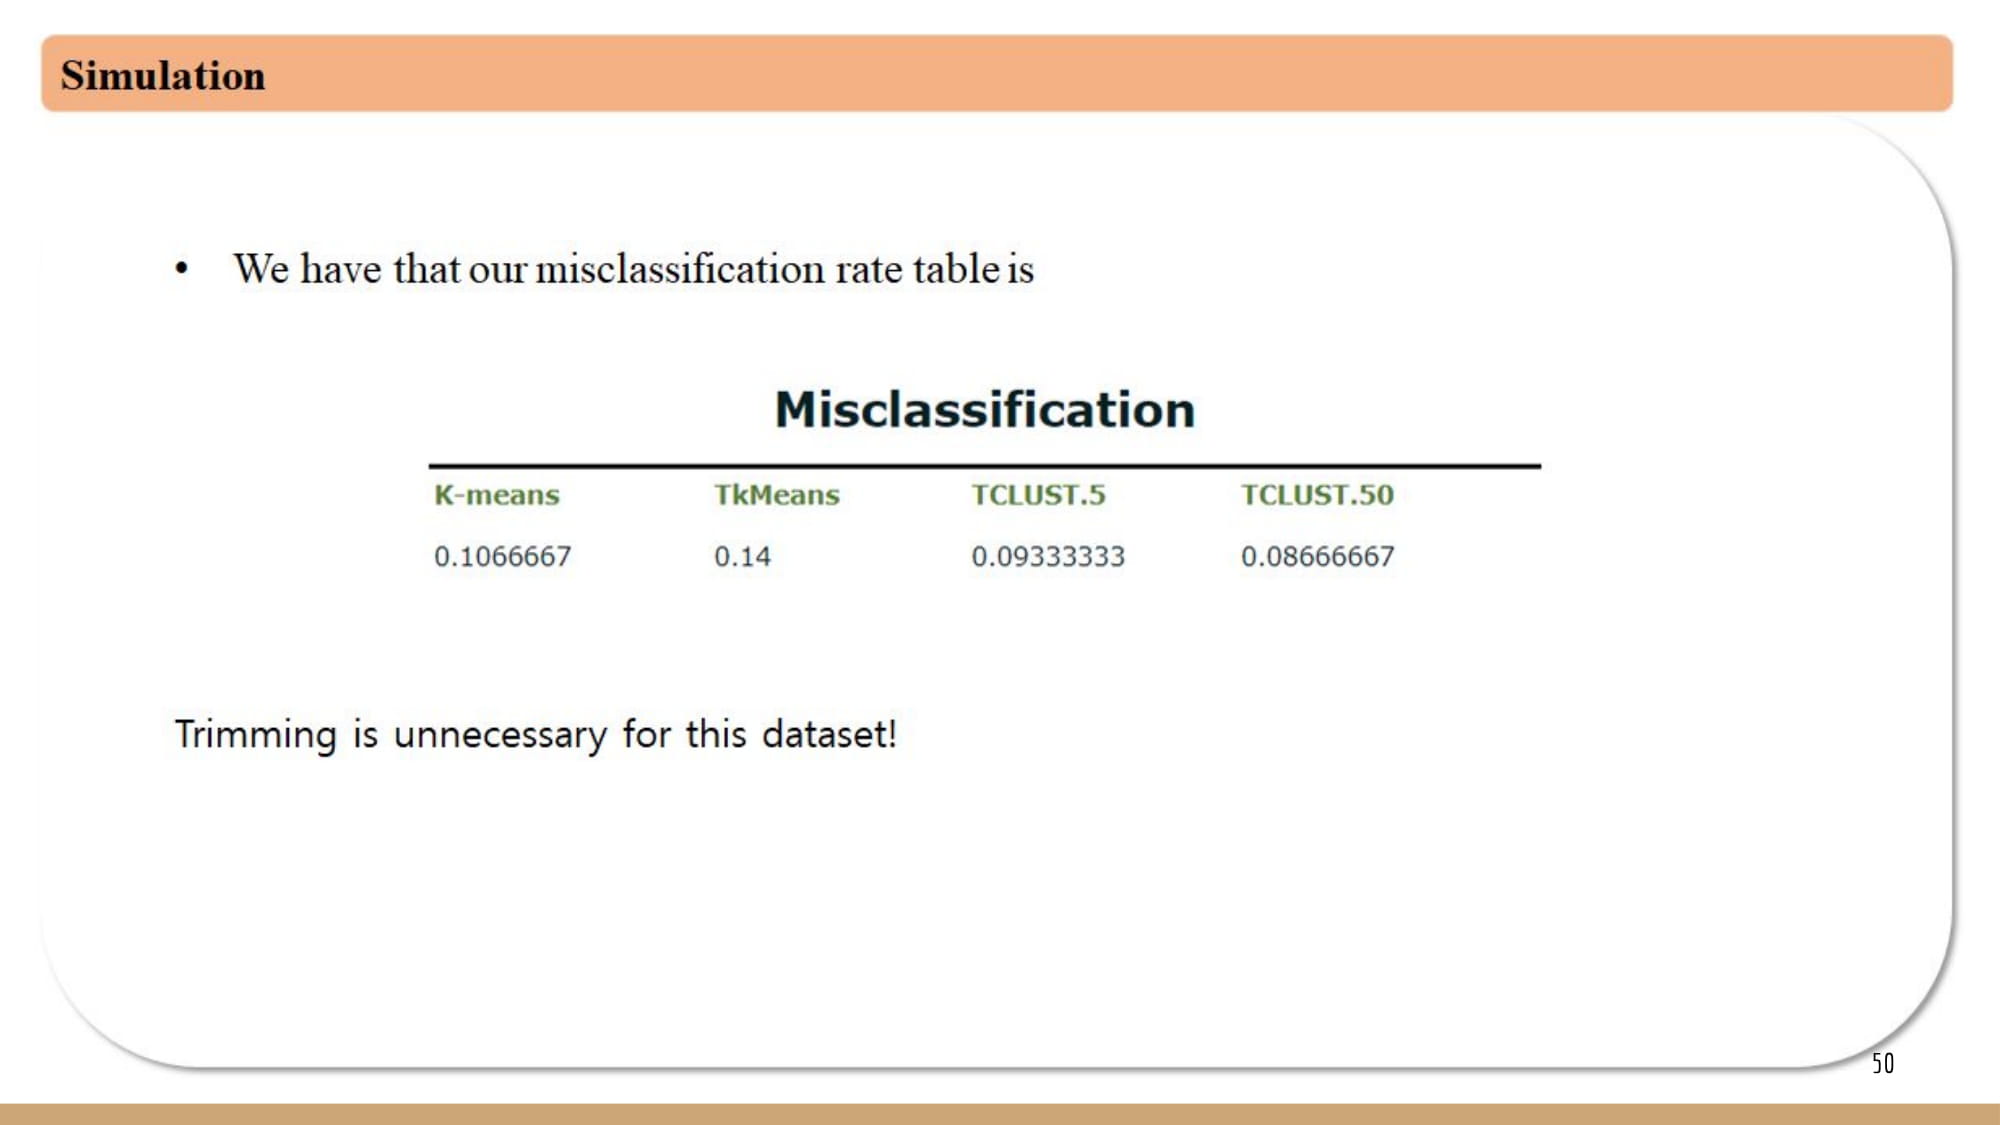 Simulation
• We have that our misclassification rate table is
Misclassification
K-means TkMeans TCLUST.5 TCLUST.50
0.1066667 0.14 0.09333333 0.08666667
Trimming is unnecessary for this dataset!
50